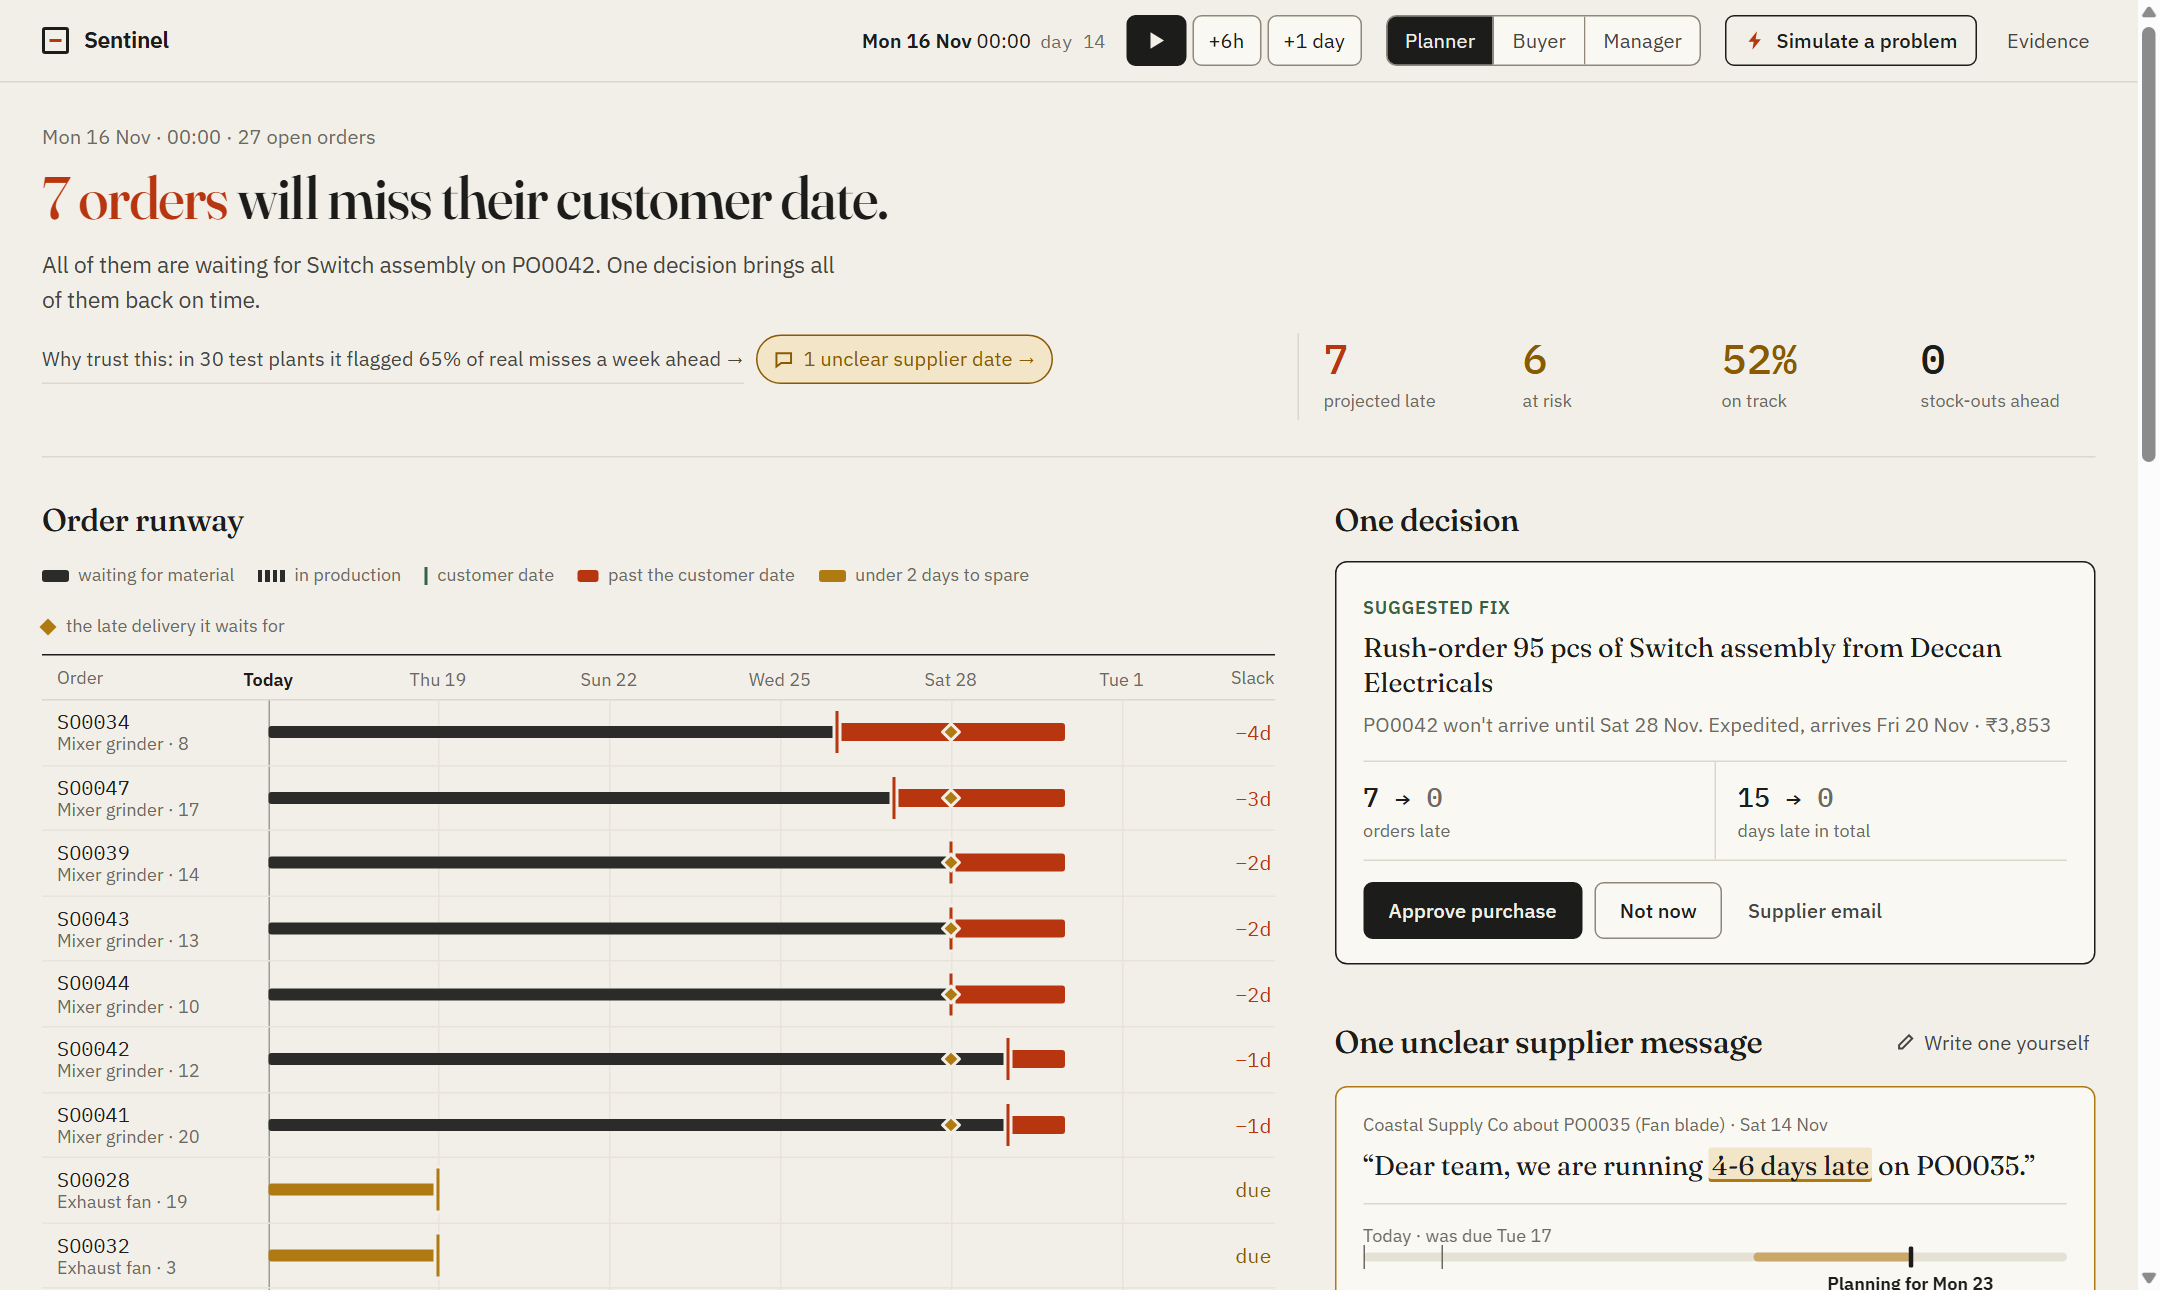 Sentinel
Mon 16 Nov 00:00 day 14
+6h
+1 day
Planner
Buyer
Manager
Simulate a problem
Evidence
Mon 16 Nov · 00:00 · 27 open orders
7 orders will miss their customer date.
All of them are waiting for Switch assembly on PO0042. One decision brings all
of them back on time.
Why trust this: in 30 test plants it flagged 65% of real misses a week ahead →
1 unclear supplier date →
7
projected late
6
at risk
52%
on track
0
stock-outs ahead
Order runway
waiting for material
in production
customer date
past the customer date
under 2 days to spare
the late delivery it waits for
Order
Today
Thu 19
Sun 22
Wed 25
Sat 28
Tue 1
Slack
SO0034
Mixer grinder · 8
−4d
SO0047
Mixer grinder · 17
−3d
SO0039
Mixer grinder · 14
−2d
SO0043
Mixer grinder · 13
−2d
SO0044
Mixer grinder · 10
−2d
SO0042
Mixer grinder · 12
−1d
SO0041
Mixer grinder · 20
−1d
SO0028
Exhaust fan · 19
due
SO0032
Exhaust fan · 3
due
One decision
SUGGESTED FIX
Rush-order 95 pcs of Switch assembly from Deccan
Electricals
PO0042 won't arrive until Sat 28 Nov. Expedited, arrives Fri 20 Nov · ₹3,853
7 → 0
orders late
15 → 0
days late in total
Approve purchase
Not now
Supplier email
One unclear supplier message
Write one yourself
Coastal Supply Co about PO0035 (Fan blade) · Sat 14 Nov
“Dear team, we are running 4-6 days late on PO0035.”
Today · was due Tue 17
Planning for Mon 23